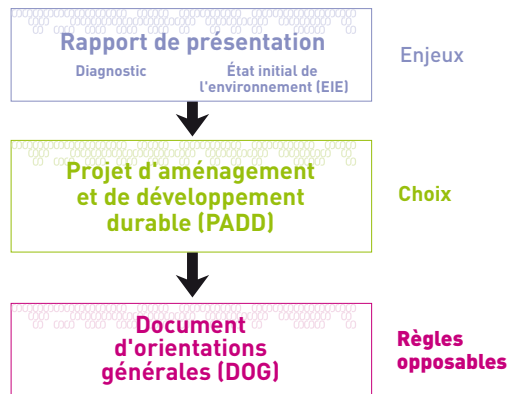 Rapport de présentation
Diagnostic
État initial de
l'environnement (EIE)
Enjeux
Projet d'aménagement
et de développement
durable (PADD)
Choix
Document
d'orientations
générales (DOG)
Règles
opposables